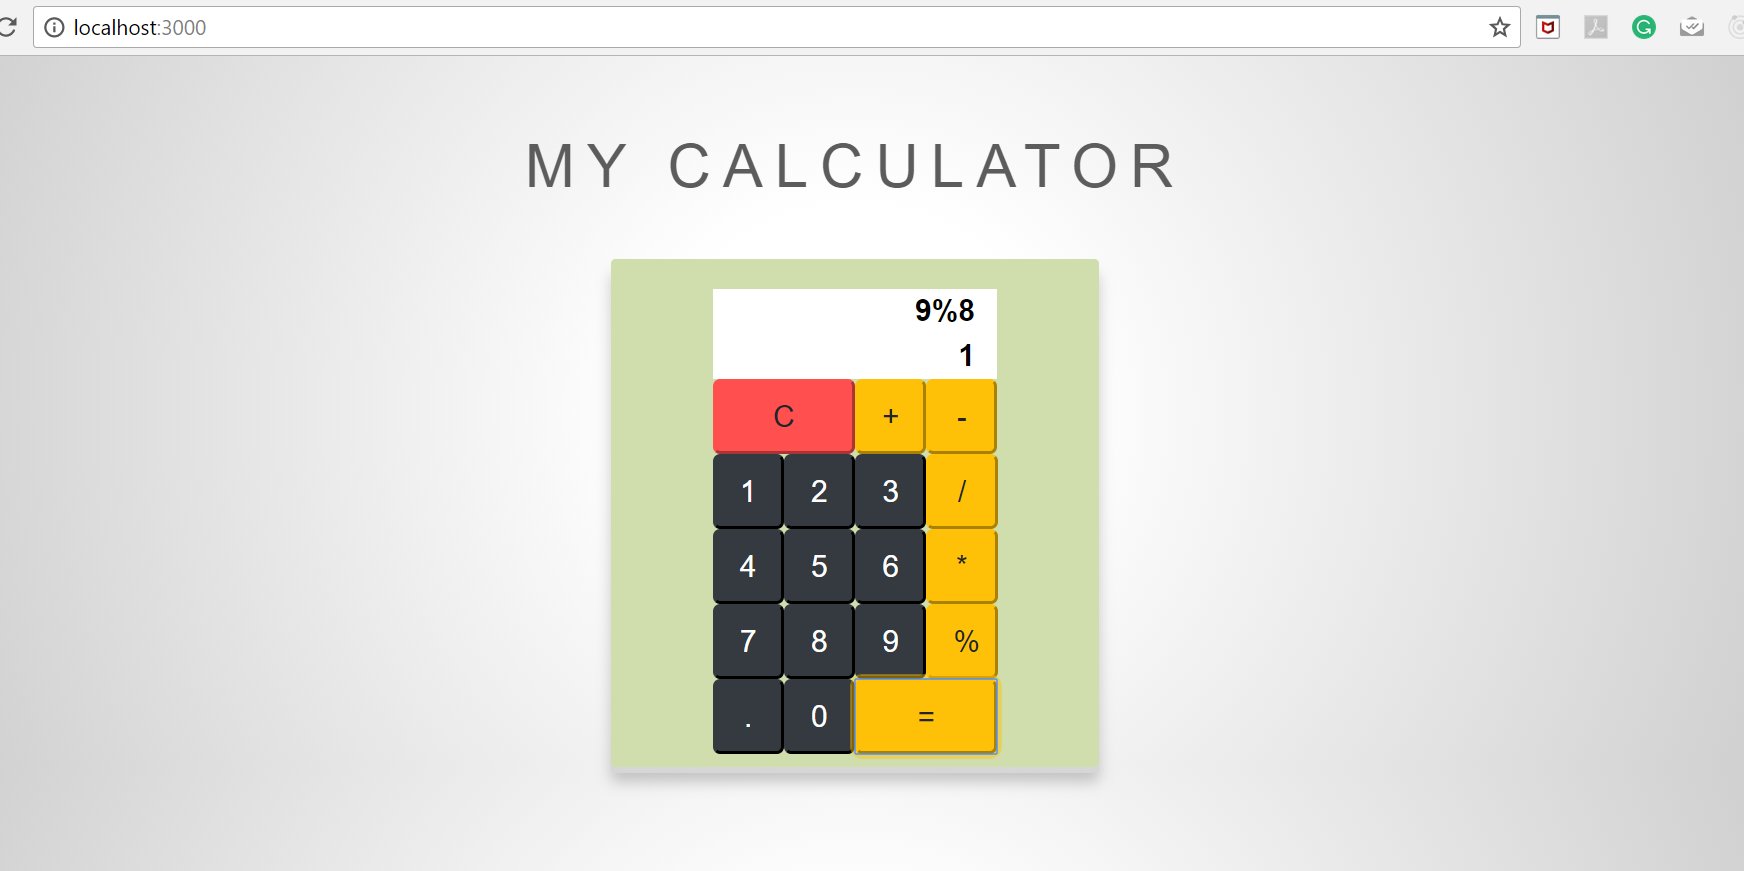 localhost:3000
MY CALCULATOR
9%8
1
C + -
1 2 3 /
4 5 6 *
7 8 9 %
. 0 =